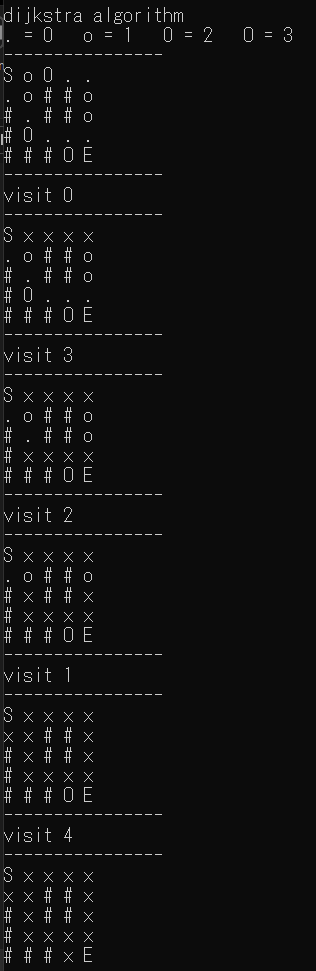 dijkstra algorithm
. = 0   o = 1   O = 2   O = 3
----------------
S o O . .
. o # # o
# . # # o
# O . . .
# # # O E
----------------
visit 0
----------------
S x x x x
. o # # o
# . # # o
# O . . .
# # # O E
----------------
visit 3
----------------
S x x x x
. o # # o
# . # # o
# x x x x
# # # O E
----------------
visit 2
----------------
S x x x x
. o # # o
# x # # x
# x x x x
# # # O E
----------------
visit 1
----------------
S x x x x
x x # # x
# x # # x
# x x x x
# # # O E
----------------
visit 4
----------------
S x x x x
x x # # x
# x # # x
# x x x x
# # # x E